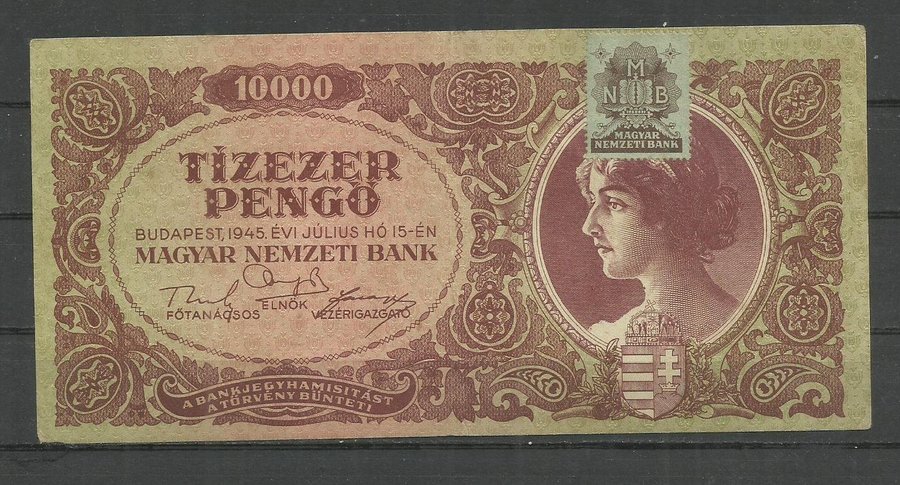 10000
TÍZEZER
PENGŐ
BUDAPEST, 1945. ÉVI JÚLIUS HÓ 15-ÉN
MAGYAR NEMZETI BANK
ELNÖK
FŐTANÁCSOS
VEZÉRIGAZGATÓ
A BANKJEGYHAMISÍTÁST
A TÖRVÉNY BÜNTETI
M
N B
MAGYAR
NEMZETI BANK